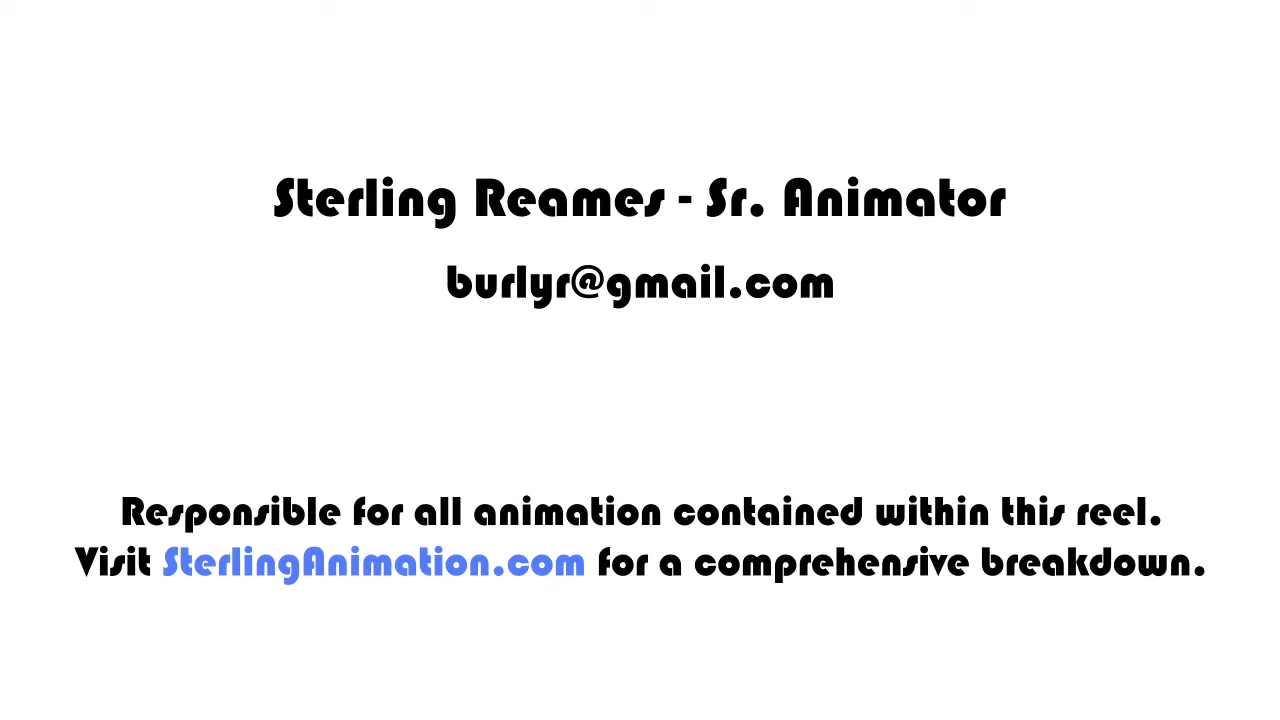 Sterling Reames - Sr. Animator
burlyr@gmail.com
Responsible for all animation contained within this reel.
Visit SterlingAnimation.com for a comprehensive breakdown.